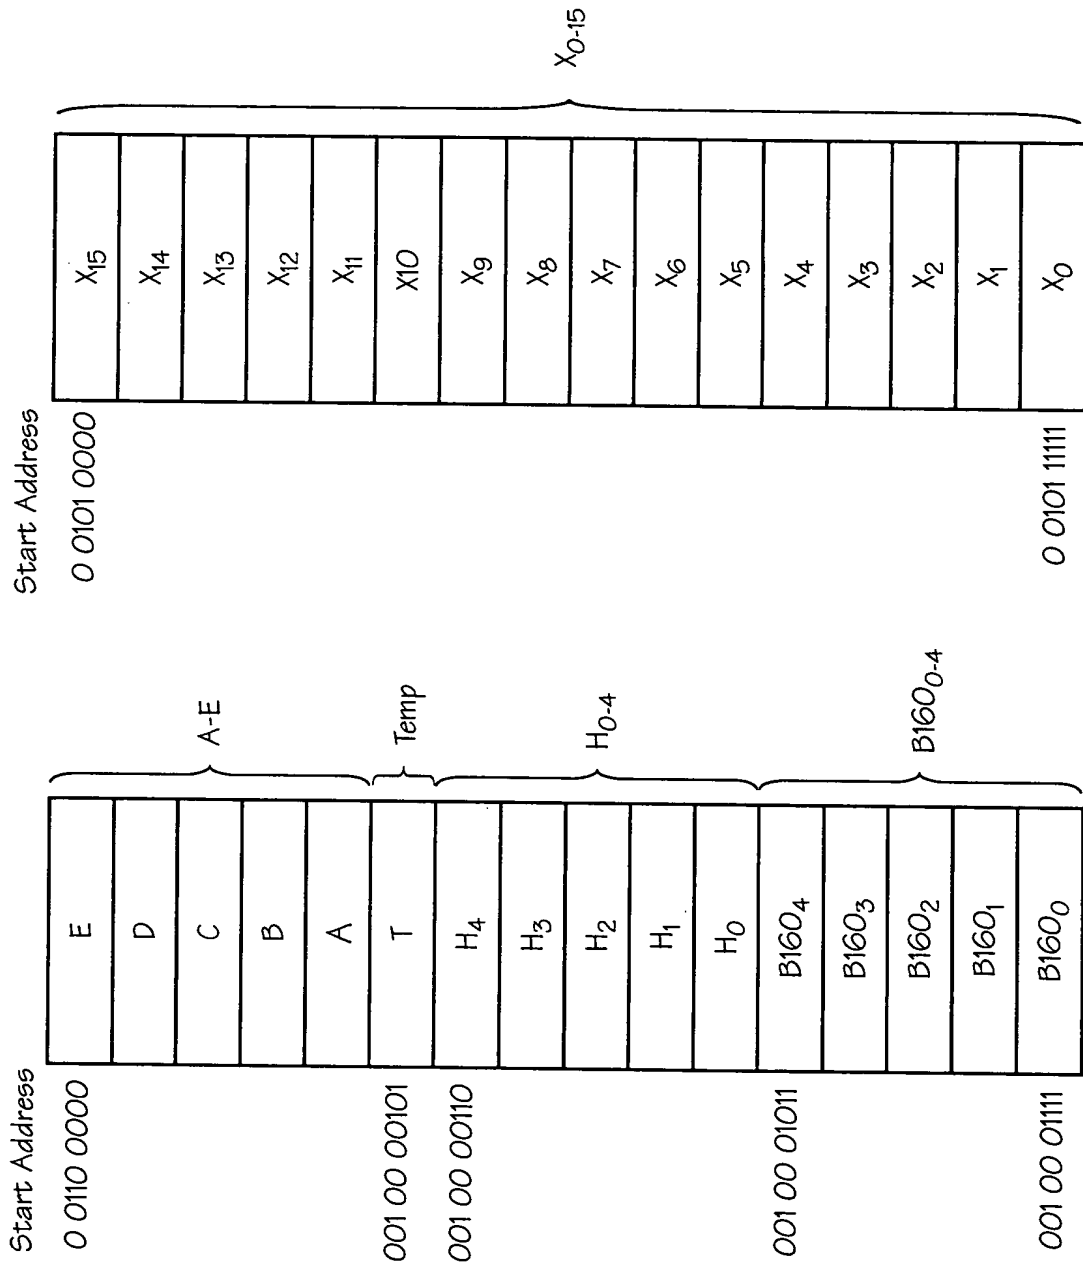 Start Address
0 0110 0000
E
D
C
B
A
A-E
001 00 00101
T
Temp
001 00 00110
H4
H3
H2
H1
H0
H0-4
001 00 01011
B1604
B1603
B1602
B1601
001 00 01111
B1600
B1600-4
Start Address
0 0101 0000
X15
X14
X13
X12
X11
X10
X9
X8
X7
X6
X5
X4
X3
X2
X1
0 0101 11111
X0
X0-15